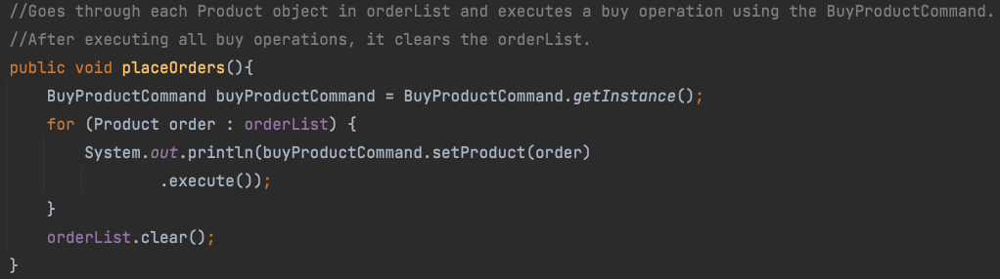 //Goes through each Product object in orderList and executes a buy operation using the BuyProductCommand.
//After executing all buy operations, it clears the orderList.
public void placeOrders(){
    BuyProductCommand buyProductCommand = BuyProductCommand.getInstance();
    for (Product order : orderList) {
        System.out.println(buyProductCommand.setProduct(order)
                .execute());
    }
    orderList.clear();
}